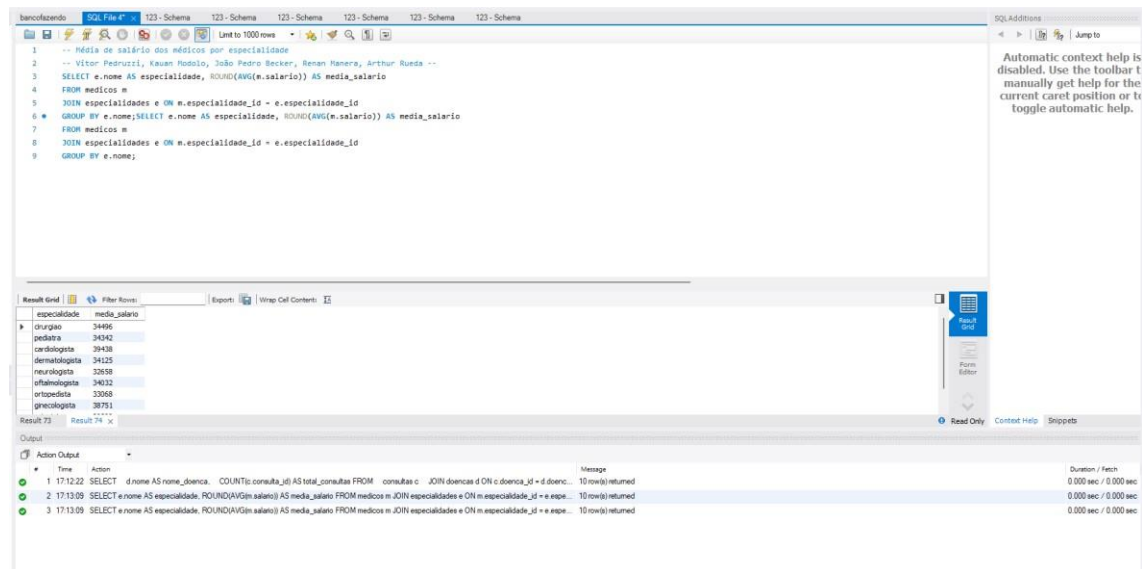 bancofazendo SQL File 4* × 123 - Schema 123 - Schema 123 - Schema 123 - Schema 123 - Schema 123 - Schema
Limit to 1000 rows
1 -- Média de salário dos médicos por especialidade
2 -- Vitor Pedruzzi, Kauan Modolo, João Pedro Becker, Renan Manera, Arthur Rueda --
3 SELECT e.nome AS especialidade, ROUND(AVG(m.salario)) AS media_salario
4 FROM medicos m
5 JOIN especialidades e ON m.especialidade_id = e.especialidade_id
6 GROUP BY e.nome;SELECT e.nome AS especialidade, ROUND(AVG(m.salario)) AS media_salario
7 FROM medicos m
8 JOIN especialidades e ON m.especialidade_id = e.especialidade_id
9 GROUP BY e.nome;
SQLAdditions
Jump to
Automatic context help is
disabled. Use the toolbar t
manually get help for the
current caret position or to
toggle automatic help.
Result Grid Filter Rows: Export: Wrap Cell Content:
especialidade media_salario
cirurgiao 34496
pediatra 34342
cardiologista 39438
dermatologista 34125
neurologista 32658
oftalmologista 34032
ortopedista 33068
ginecologista 38751
Result Grid
Form Editor
Result 73 Result 74 × Read Only Context Help Snippets
Output
Action Output
# Time Action Message Duration / Fetch
1 17:12:22 SELECT d.nome AS nome_doenca, COUNT(c.consulta_id) AS total_consultas FROM consultas c JOIN doencas d ON c.doenca_id = d.doenc... 10 row(s) returned 0.000 sec / 0.000 sec
2 17:13:09 SELECT e.nome AS especialidade, ROUND(AVG(m.salario)) AS media_salario FROM medicos m JOIN especialidades e ON m.especialidade_id = e.espe... 10 row(s) returned 0.000 sec / 0.000 sec
3 17:13:09 SELECT e.nome AS especialidade, ROUND(AVG(m.salario)) AS media_salario FROM medicos m JOIN especialidades e ON m.especialidade_id = e.espe... 10 row(s) returned 0.000 sec / 0.000 sec